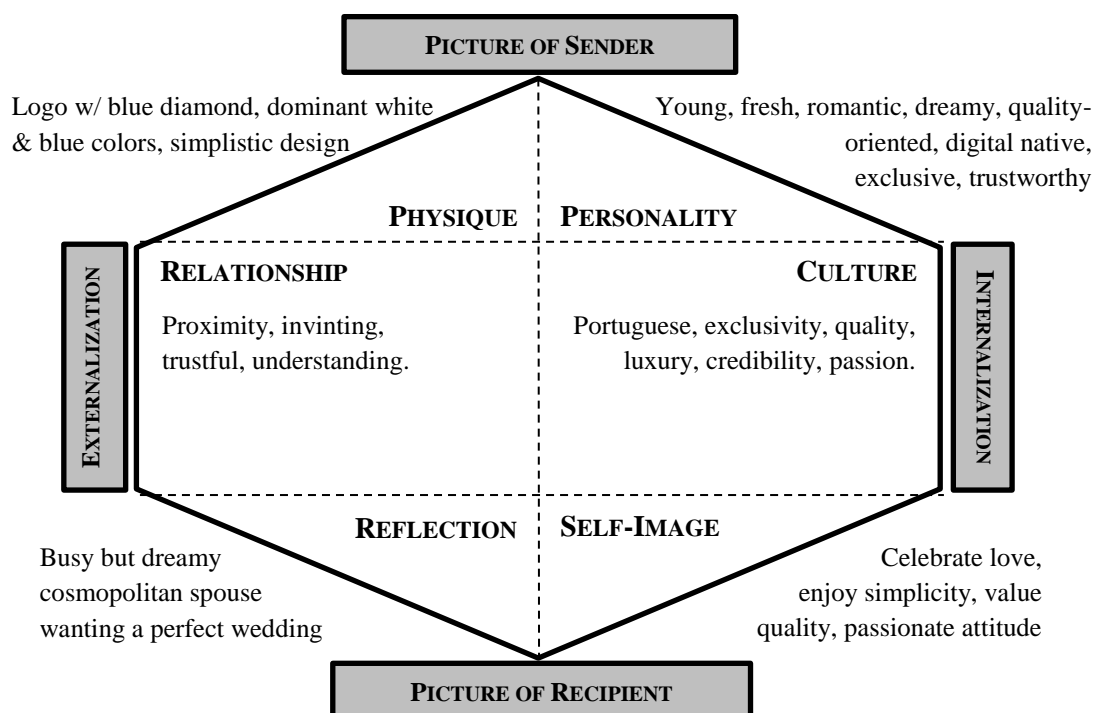 PICTURE OF SENDER
Logo w/ blue diamond, dominant white
& blue colors, simplistic design
Young, fresh, romantic, dreamy, quality-
oriented, digital native,
exclusive, trustworthy
PHYSIQUE
PERSONALITY
EXTERNALIZATION
RELATIONSHIP
Proximity, invinting,
trustful, understanding.
CULTURE
Portuguese, exclusivity, quality,
luxury, credibility, passion.
INTERNALIZATION
REFLECTION
SELF-IMAGE
Busy but dreamy
cosmopolitan spouse
wanting a perfect wedding
Celebrate love,
enjoy simplicity, value
quality, passionate attitude
PICTURE OF RECIPIENT